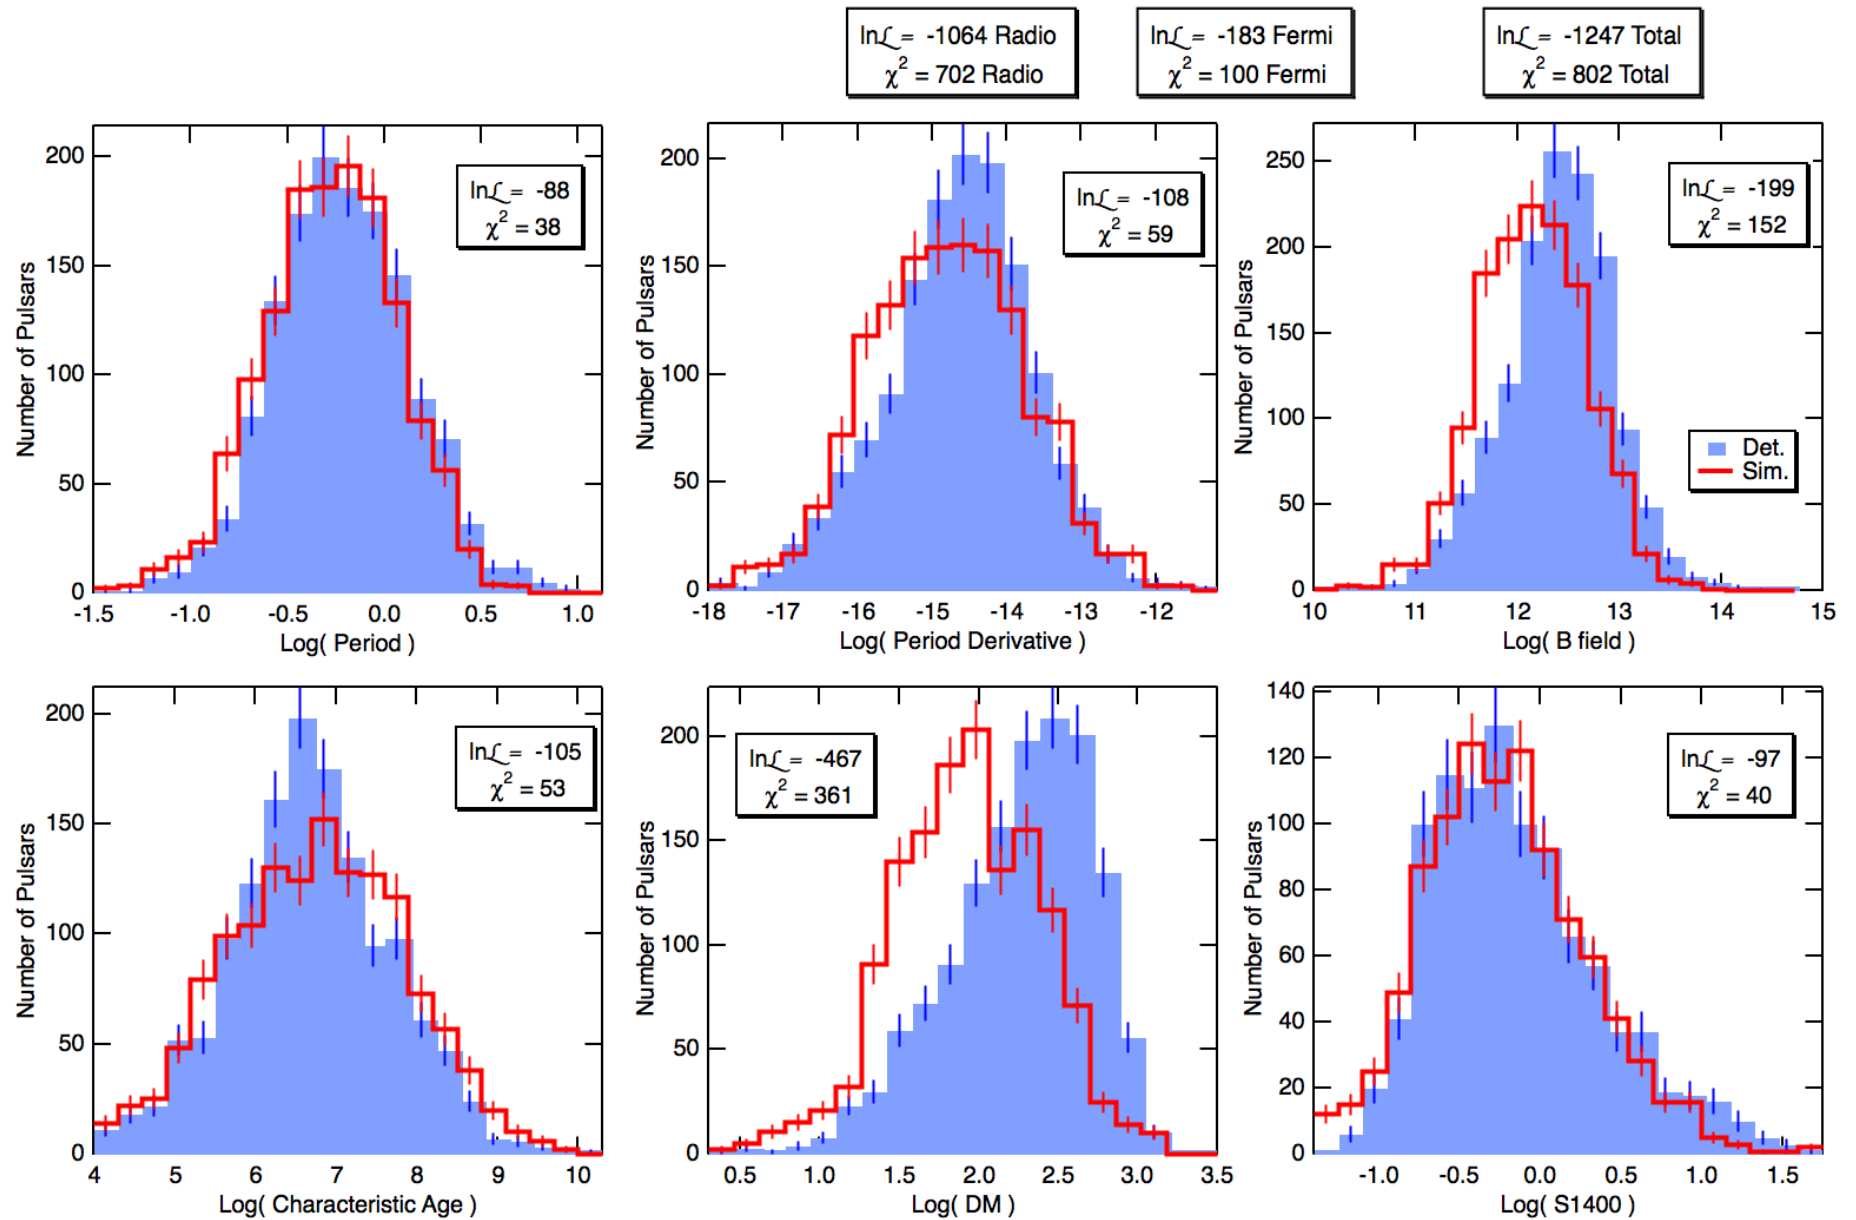 lnℒ= -1064 Radio
χ² = 702 Radio
lnℒ= -183 Fermi
χ² = 100 Fermi
lnℒ= -1247 Total
χ² = 802 Total
200
150
100
50
0
Number of Pulsars
lnℒ= -88
χ² = 38
-1.5 -1.0 -0.5 0.0 0.5 1.0
Log( Period )
200
150
100
50
0
Number of Pulsars
lnℒ= -108
χ² = 59
-18 -17 -16 -15 -14 -13 -12
Log( Period Derivative )
250
200
150
100
50
0
Number of Pulsars
lnℒ= -199
χ² = 152
Det.
Sim.
10 11 12 13 14 15
Log( B field )
200
150
100
50
0
Number of Pulsars
lnℒ= -105
χ² = 53
4 5 6 7 8 9 10
Log( Characteristic Age )
200
150
100
50
0
Number of Pulsars
lnℒ= -467
χ² = 361
0.5 1.0 1.5 2.0 2.5 3.0 3.5
Log( DM )
140
120
100
80
60
40
20
0
Number of Pulsars
lnℒ= -97
χ² = 40
-1.0 -0.5 0.0 0.5 1.0 1.5
Log( S1400 )